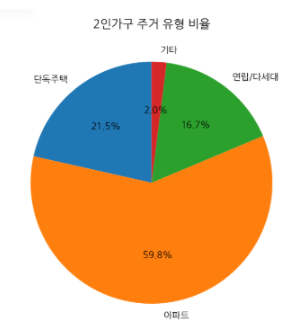 2인가구 주거 유형 비율
기타
단독주택
연립/다세대
2.0%
21.5%
16.7%
59.8%
아파트